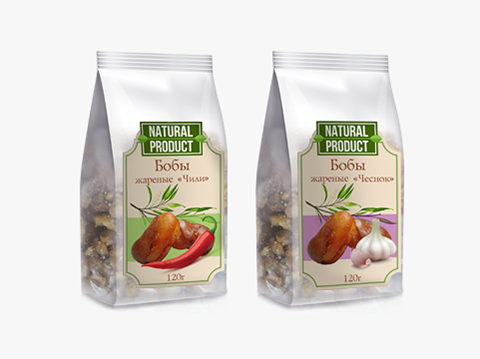 NATURAL
PRODUCT
Бобы
жареные «Чили»
120г
NATURAL
PRODUCT
Бобы
жареные «Чеснок»
120г